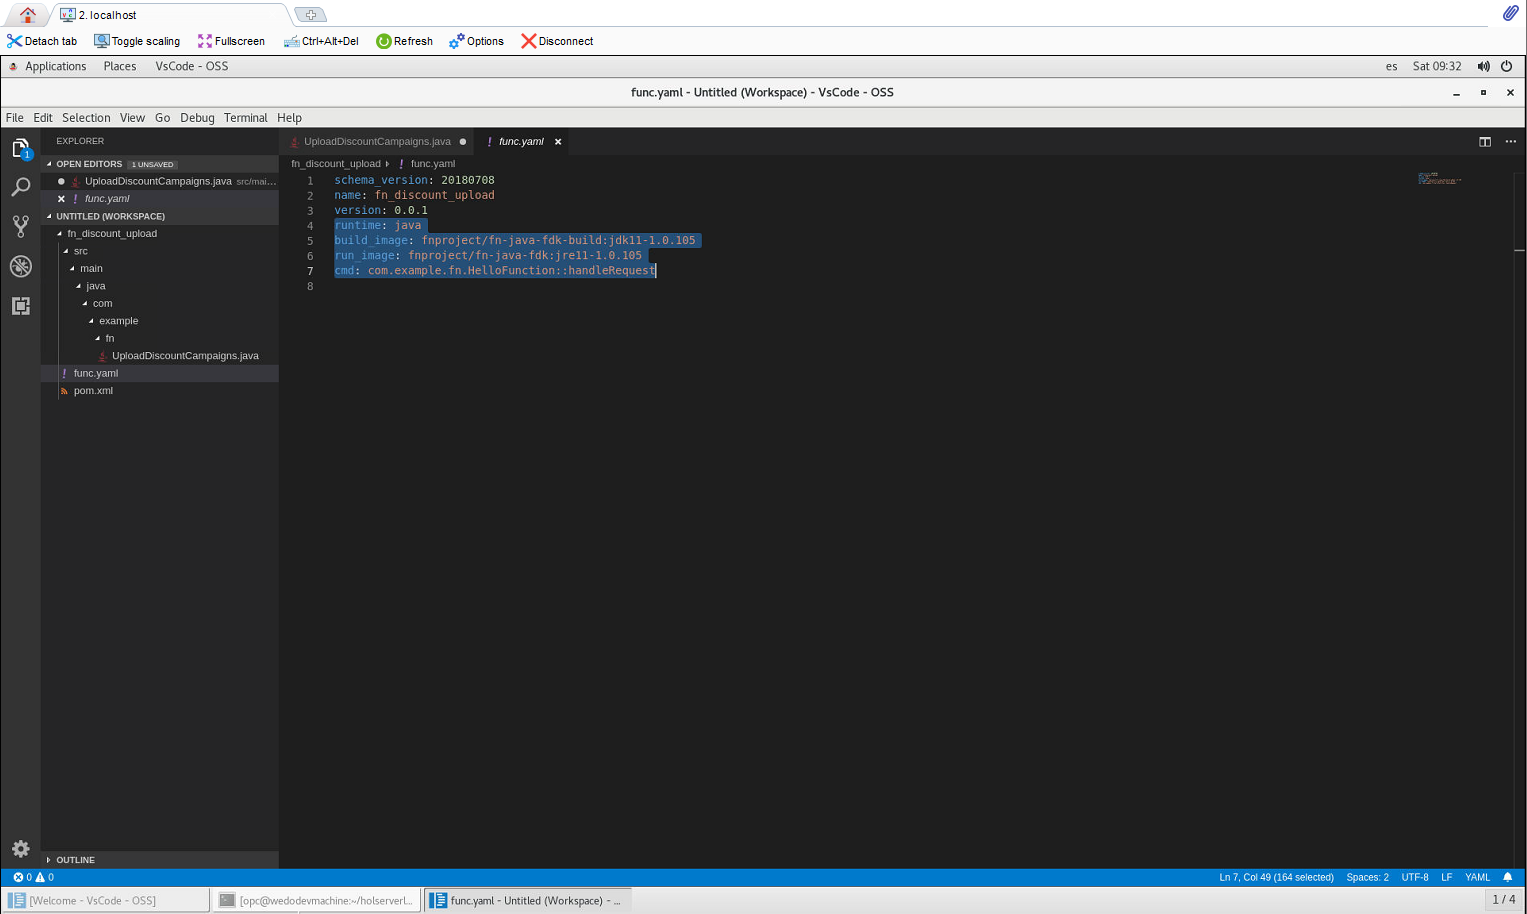 2. localhost
Detach tab Toggle scaling Fullscreen Ctrl+Alt+Del Refresh Options Disconnect
Applications Places VsCode - OSS es Sat 09:32
func.yaml - Untitled (Workspace) - VsCode - OSS
File Edit Selection View Go Debug Terminal Help
EXPLORER
UploadDiscountCampaigns.java func.yaml
1
OPEN EDITORS 1 UNSAVED
UploadDiscountCampaigns.java src/mai...
func.yaml
UNTITLED (WORKSPACE)
fn_discount_upload
src
main
java
com
example
fn
UploadDiscountCampaigns.java
func.yaml
pom.xml
OUTLINE
fn_discount_upload func.yaml
1 schema_version: 20180708
2 name: fn_discount_upload
3 version: 0.0.1
4 runtime: java
5 build_image: fnproject/fn-java-fdk-build:jdk11-1.0.105
6 run_image: fnproject/fn-java-fdk:jre11-1.0.105
7 cmd: com.example.fn.HelloFunction::handleRequest
8
0 0 Ln 7, Col 49 (164 selected) Spaces: 2 UTF-8 LF YAML
[Welcome - VsCode - OSS] [opc@wedodevmachine:~/holserverl... func.yaml - Untitled (Workspace) - ... 1 / 4